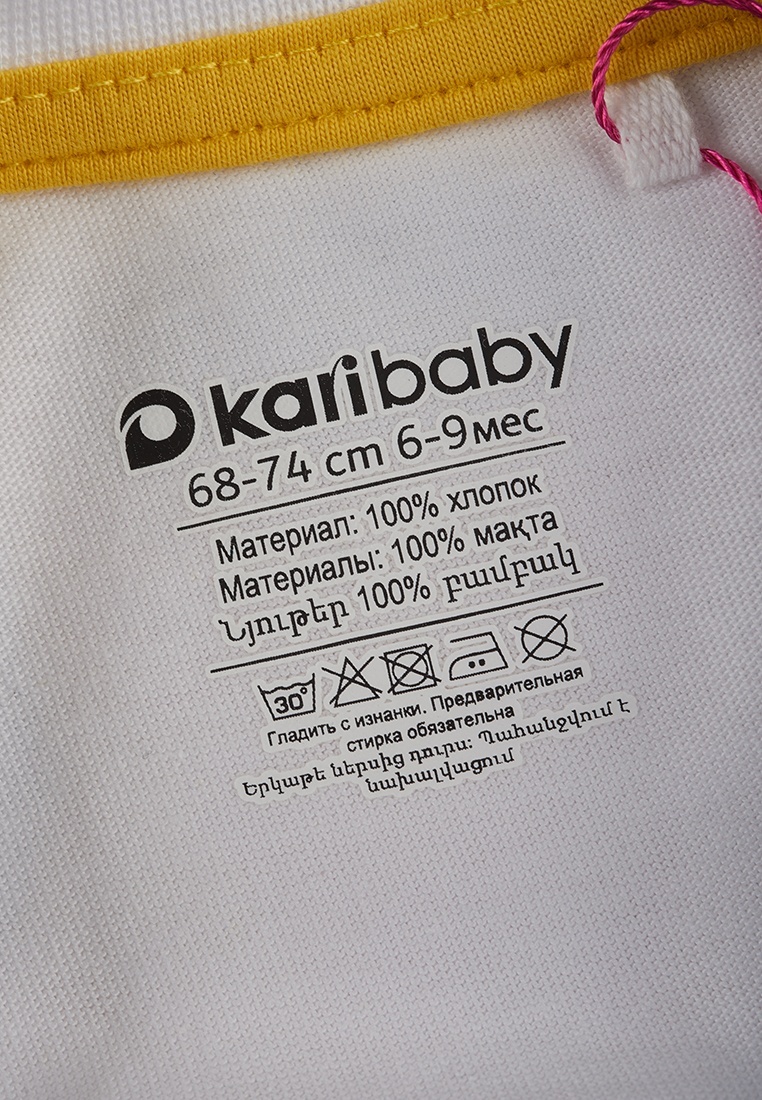 karibaby
68-74 cm 6-9мес
Материал: 100% хлопок
Материалы: 100% мақта
Նյութեր 100% բամբակ
30°
Гладить с изнанки. Предварительная
стирка обязательна
Երկաթե ներսից դուրս: Պահանջվում է
նախալվացում